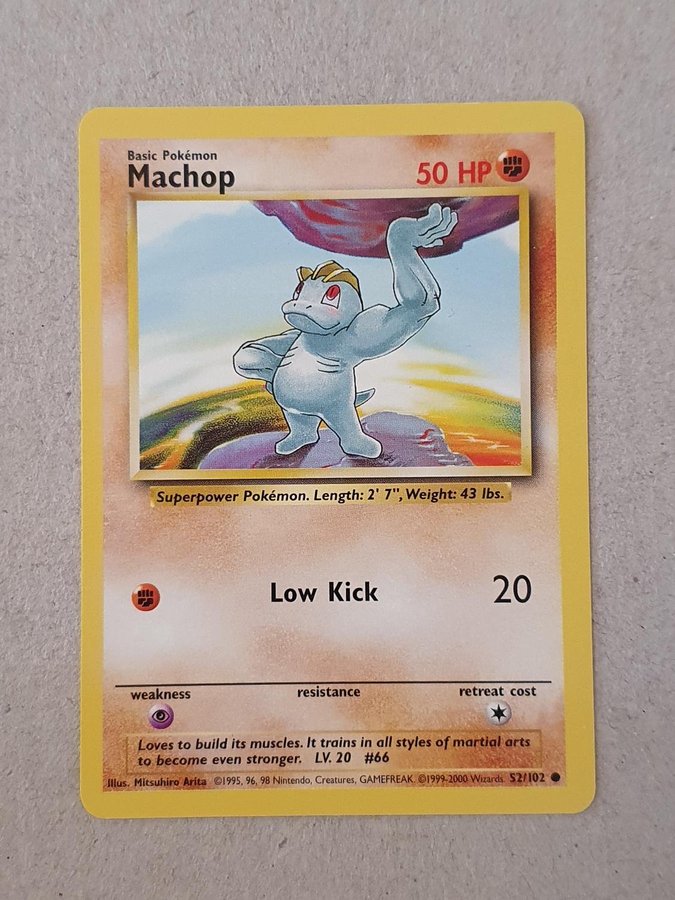 Basic Pokémon
Machop
50 HP
Superpower Pokémon. Length: 2' 7", Weight: 43 lbs.
Low Kick 20
weakness resistance retreat cost
Loves to build its muscles. It trains in all styles of martial arts
to become even stronger. LV. 20 #66
Illus. Mitsuhiro Arita ©1995, 96, 98 Nintendo, Creatures, GAMEFREAK. ©1999-2000 Wizards 52/102